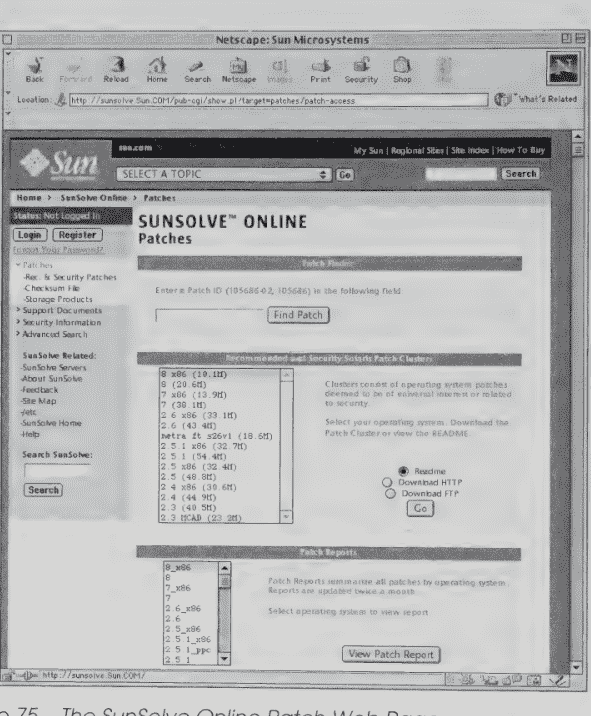 Netscape: Sun Microsystems
Back Forward Reload Home Search Netscape Images Print Security Shop
Location: http://sunsolve.Sun.COM/pub-cgi/show.pl?target=patches/patch-access What's Related
sun.com My Sun | Regional Sites | Site Index | How To Buy
Sun SELECT A TOPIC Go Search
Home > SunSolve Online > Patches
Status: Not Logged In
Login Register
Forgot Your Password?
Patches
-Rec. & Security Patches
-Checksum File
-Storage Products
> Support Documents
> Security Information
> Advanced Search
SunSolve Related:
-SunSolve Servers
-About SunSolve
-Feedback
-Site Map
-/etc
-SunSolve Home
-Help
Search SunSolve:
Search
SUNSOLVE™ ONLINE
Patches
Patch Finder
Enter a Patch ID (105686-02, 105686) in the following field
Find Patch
Recommended and Security Solaris Patch Clusters
8 x86 (19.1M)
8 (20.6M)
7 x86 (13.9M)
7 (38.1M)
2.6 x86 (33.1M)
2.6 (43.4M)
netra ft s26v1 (18.6M)
2.5.1 x86 (32.7M)
2.5.1 (54.4M)
2.5 x86 (32.4M)
2.5 (48.8M)
2.4 x86 (30.6M)
2.4 (44.9M)
2.3 (40.5M)
2.3 MCAD (23.2M)
Clusters consist of operating system patches
deemed to be of universal interest or related
to security.
Select your operating system. Download the
Patch Cluster or view the README.
Readme
Download HTTP
Download FTP
Go
Patch Reports
8_x86
8
7_x86
7
2.6_x86
2.6
2.5_x86
2.5.1_x86
2.5.1_ppc
2.5.1
Patch Reports summarize all patches by operating system.
Reports are updated twice a month.
Select operating system to view report
View Patch Report
http://sunsolve.Sun.COM/
75 The SunSolve Online Patch Web Page